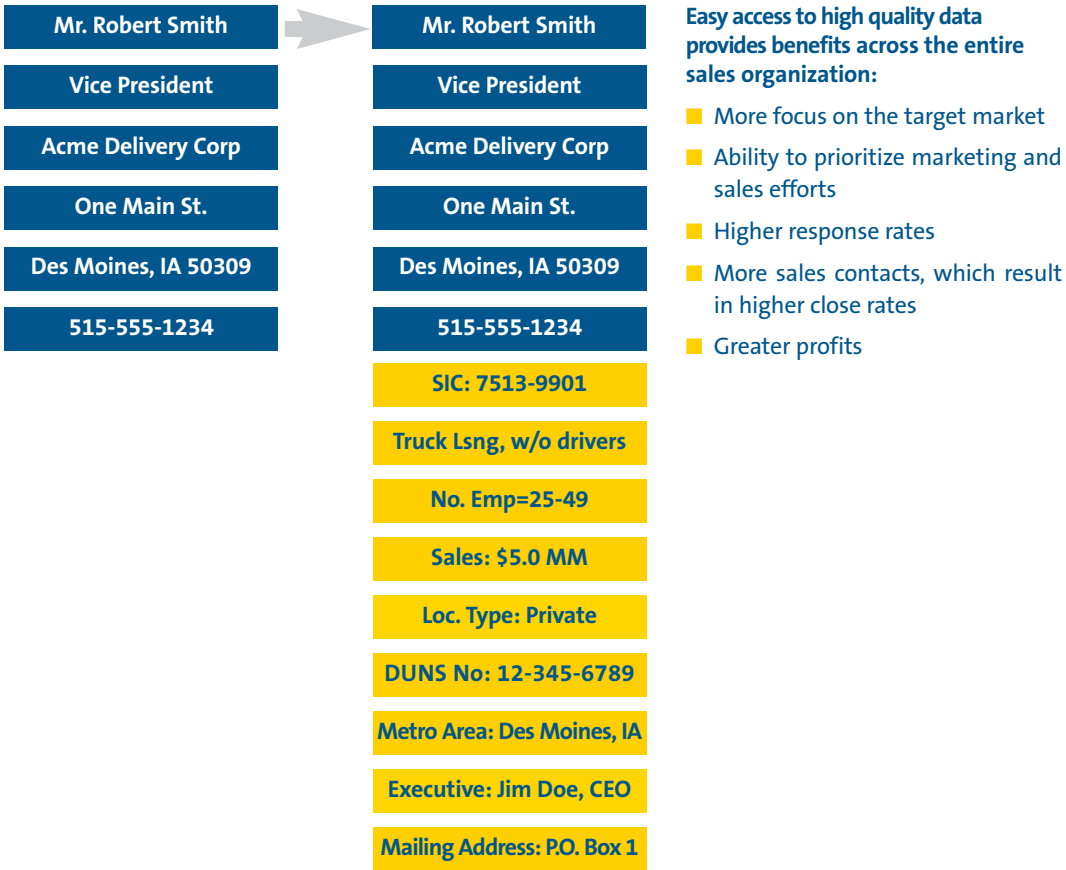 Mr. Robert Smith
Vice President
Acme Delivery Corp
One Main St.
Des Moines, IA 50309
515-555-1234
Mr. Robert Smith
Vice President
Acme Delivery Corp
One Main St.
Des Moines, IA 50309
515-555-1234
SIC: 7513-9901
Truck Lsng, w/o drivers
No. Emp=25-49
Sales: $5.0 MM
Loc. Type: Private
DUNS No: 12-345-6789
Metro Area: Des Moines, IA
Executive: Jim Doe, CEO
Mailing Address: P.O. Box 1
Easy access to high quality data
provides benefits across the entire
sales organization:
More focus on the target market
Ability to prioritize marketing and
sales efforts
Higher response rates
More sales contacts, which result
in higher close rates
Greater profits